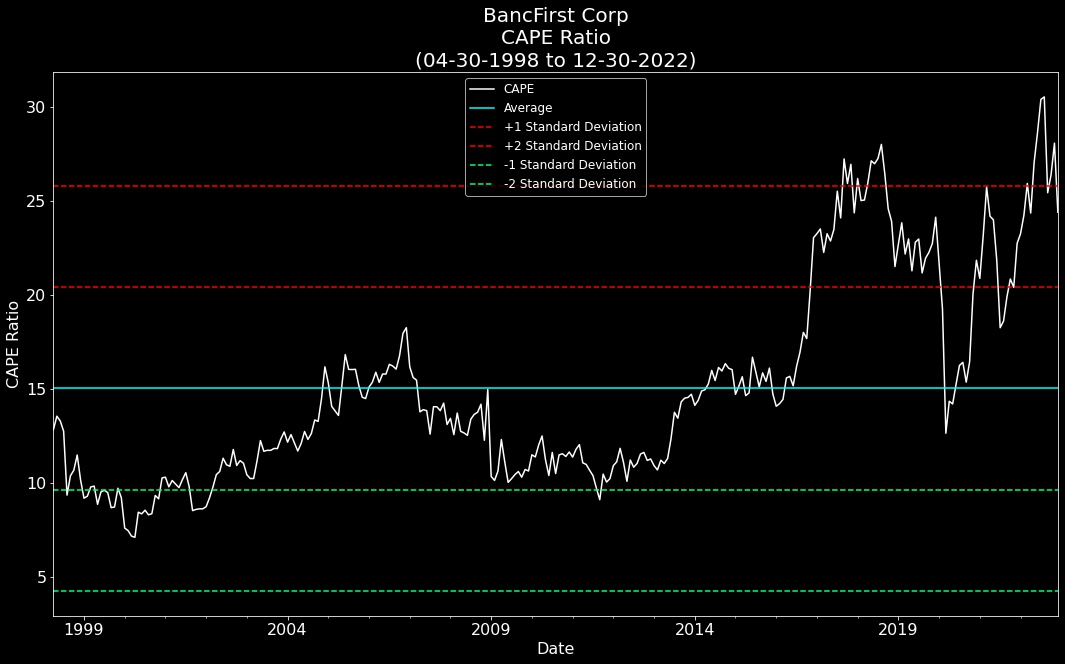 BancFirst Corp
CAPE Ratio
(04-30-1998 to 12-30-2022)
CAPE
Average
+1 Standard Deviation
+2 Standard Deviation
-1 Standard Deviation
-2 Standard Deviation
30
25
20
15
10
5
CAPE Ratio
1999
2004
2009
2014
2019
Date